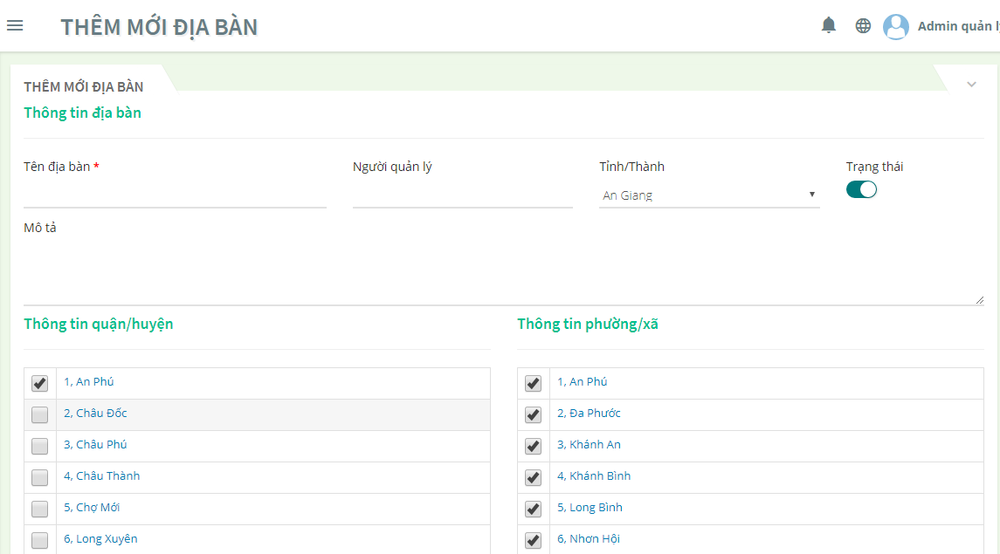 THÊM MỚI ĐỊA BÀN
Admin quản
THÊM MỚI ĐỊA BÀN
Thông tin địa bàn
Tên địa bàn *
Người quản lý
Tỉnh/Thành
Trạng thái
An Giang
Mô tả
Thông tin quận/huyện
Thông tin phường/xã
1, An Phú
2, Châu Đốc
3, Châu Phú
4, Châu Thành
5, Chợ Mới
6, Long Xuyên
1, An Phú
2, Đa Phước
3, Khánh An
4, Khánh Bình
5, Long Bình
6, Nhơn Hội